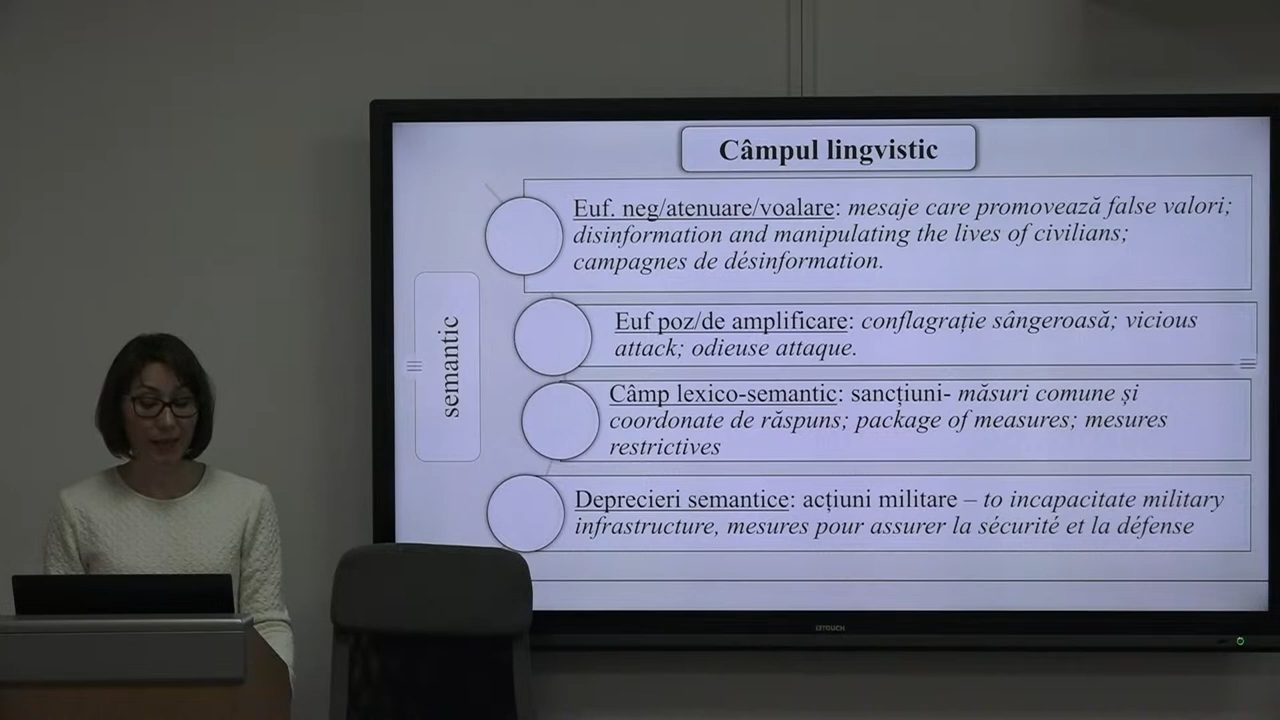 Câmpul lingvistic
semantic
Euf. neg/atenuare/voalare: mesaje care promovează false valori;
disinformation and manipulating the lives of civilians;
campagnes de désinformation.
Euf poz/de amplificare: conflagrație sângeroasă; vicious
attack; odieuse attaque.
Câmp lexico-semantic: sancțiuni- măsuri comune și
coordonate de răspuns; package of measures; mesures
restrictives
Deprecieri semantice: acțiuni militare – to incapacitate military
infrastructure, mesures pour assurer la sécurité et la défense